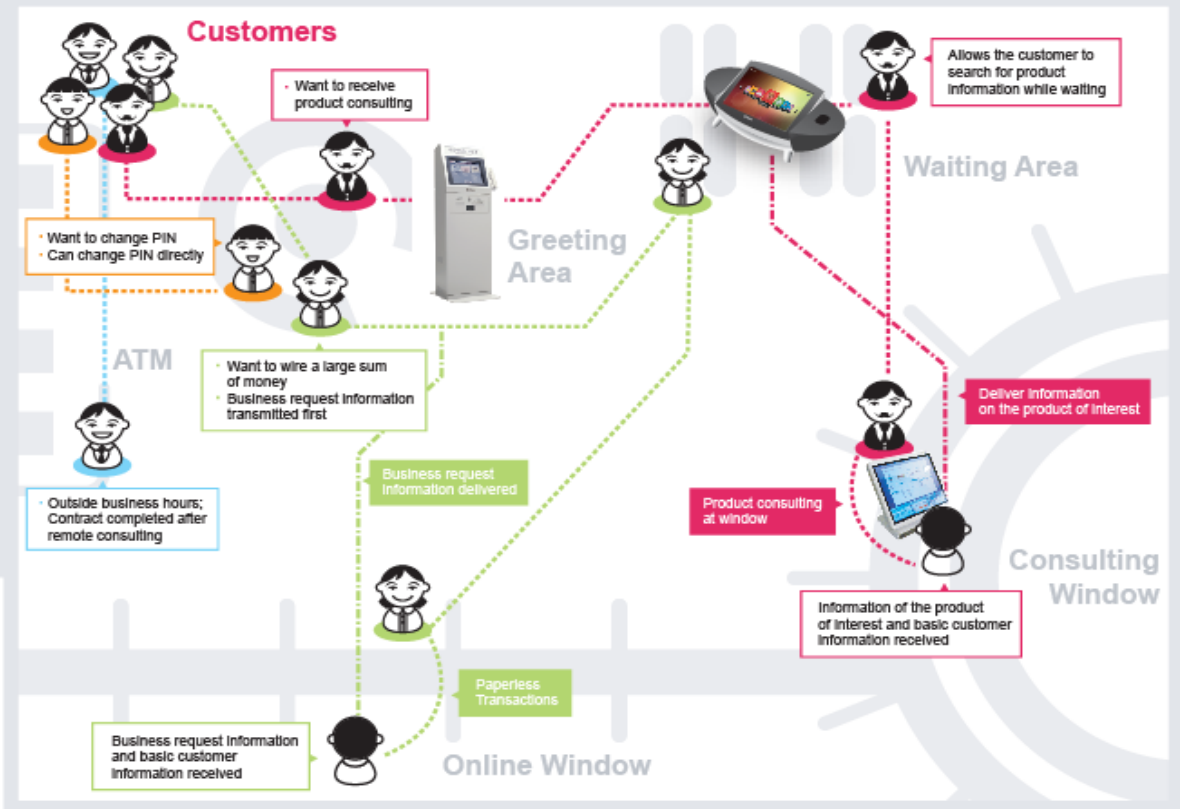 Customers
· Want to receive
product consulting
Allows the customer to
search for product
information while waiting
Waiting Area
· Want to change PIN
· Can change PIN directly
Greeting
Area
ATM
· Want to wire a large sum
of money
· Business request information
transmitted first
Deliver information
on the product of interest
Business request
information delivered
· Outside business hours;
Contract completed after
remote consulting
Product consulting
at window
Consulting
Window
Information of the product
of interest and basic customer
information received
Paperless
Transactions
Business request information
and basic customer
information received
Online Window